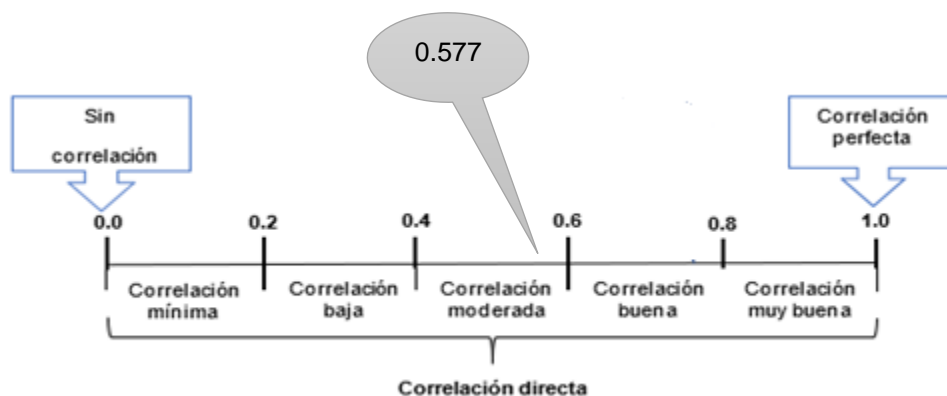 0.577
Sin
correlación
Correlación
perfecta
0.0 0.2 0.4 0.6 0.8 1.0
Correlación
mínima
Correlación
baja
Correlación
moderada
Correlación
buena
Correlación
muy buena
Correlación directa